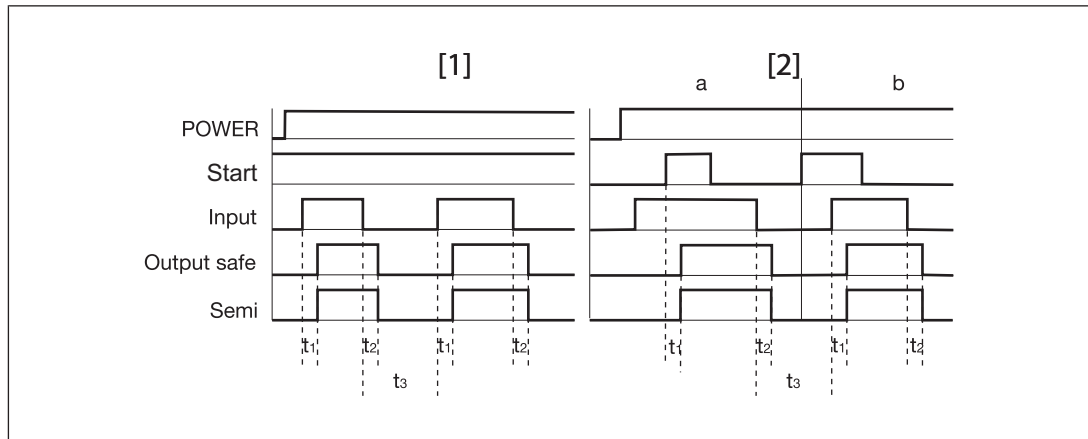 [1] [2]
a b
POWER
Start
Input
Output safe
Semi
t1 t2 t1 t2 t1 t2 t1 t2
t3 t3